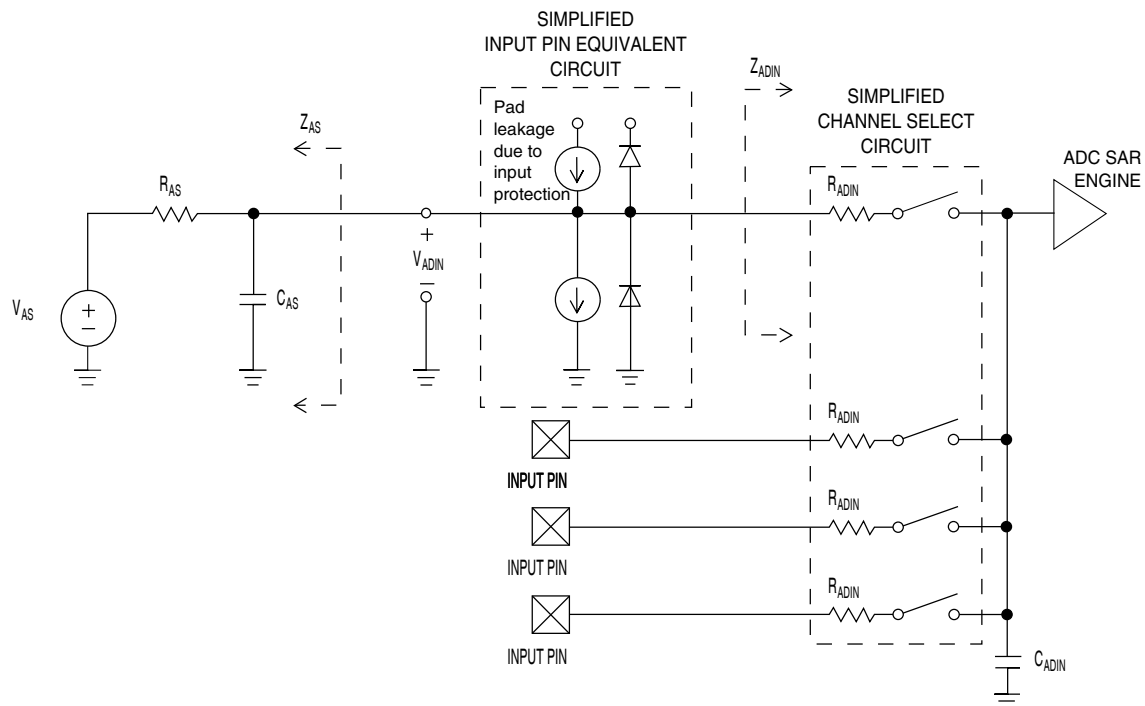 SIMPLIFIED
INPUT PIN EQUIVALENT
CIRCUIT
Z_ADIN
SIMPLIFIED
CHANNEL SELECT
CIRCUIT
ADC SAR
ENGINE
Pad
leakage
due to
input
protection
Z_AS
R_AS
R_ADIN
+
V_ADIN
–
C_AS
V_AS
+
–
R_ADIN
INPUT PIN
R_ADIN
INPUT PIN
R_ADIN
INPUT PIN
C_ADIN